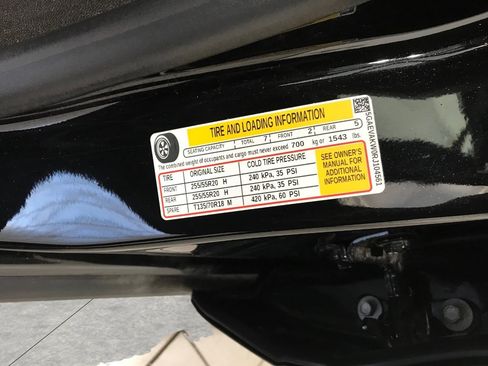 TIRE AND LOADING INFORMATION
SEATING CAPACITY TOTAL 7 FRONT 2 REAR 5
The combined weight of occupants and cargo must never exceed 700 kg or 1543 lbs.
TIRE ORIGINAL SIZE COLD TIRE PRESSURE
FRONT 255/55R20 H 240 kPa, 35 PSI
REAR 255/55R20 H 240 kPa, 35 PSI
SPARE T135/70R18 M 420 kPa, 60 PSI
SEE OWNER'S
MANUAL FOR
ADDITIONAL
INFORMATION
5GAEVAKW0RJ104561